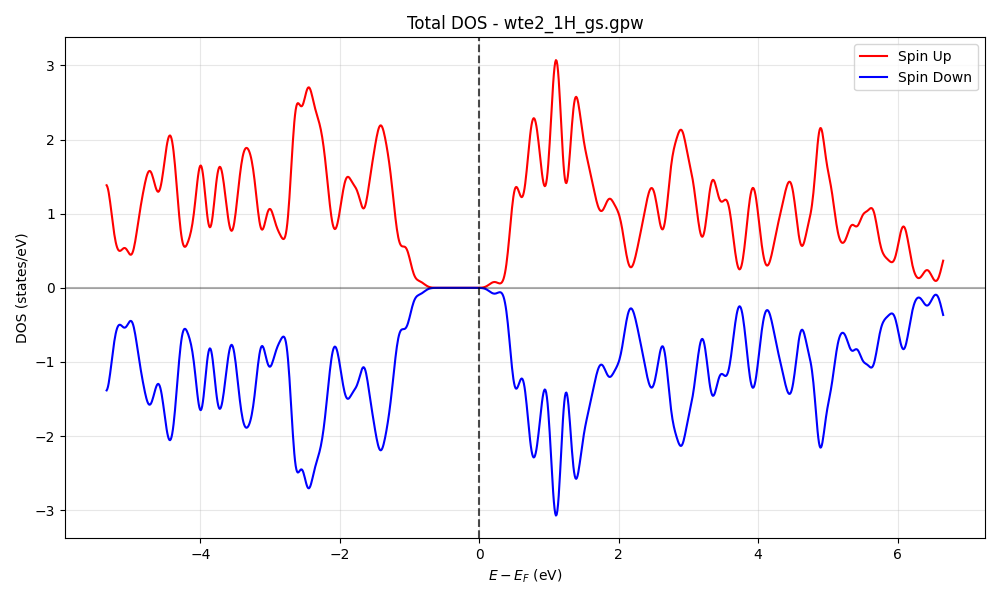 Total DOS - wte2_1H_gs.gpw
Spin Up
Spin Down
DOS (states/eV)
3
2
1
0
−1
−2
−3
−4
−2
0
2
4
6
E − E_F (eV)